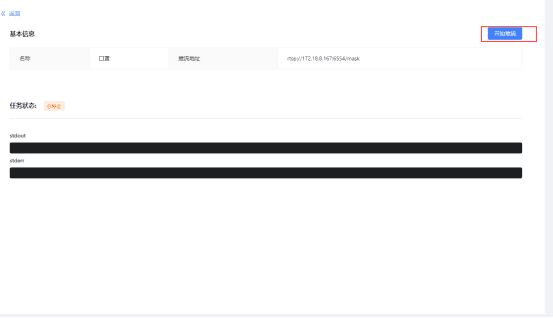 « 返回
基本信息
开始推流
名称 口罩 推流地址 rtsp://172.18.8.167:6554/mask
任务状态: 已停止
stdout
stderr